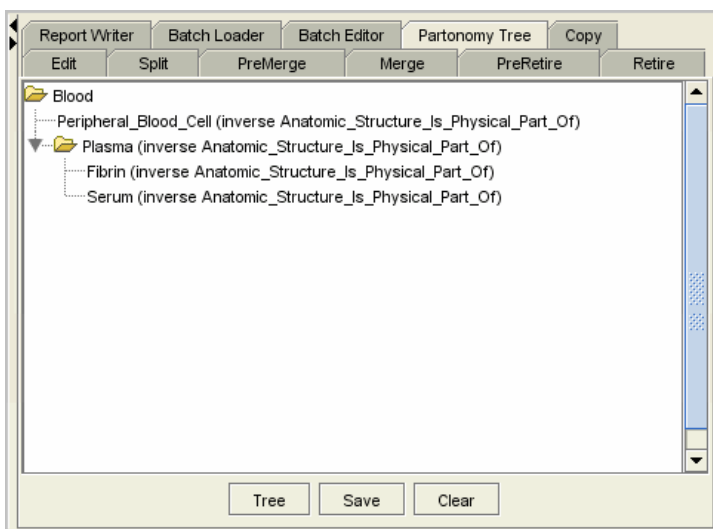 Report Writer Batch Loader Batch Editor Partonomy Tree Copy
Edit Split PreMerge Merge PreRetire Retire
Blood
Peripheral_Blood_Cell (inverse Anatomic_Structure_Is_Physical_Part_Of)
Plasma (inverse Anatomic_Structure_Is_Physical_Part_Of)
Fibrin (inverse Anatomic_Structure_Is_Physical_Part_Of)
Serum (inverse Anatomic_Structure_Is_Physical_Part_Of)
Tree Save Clear